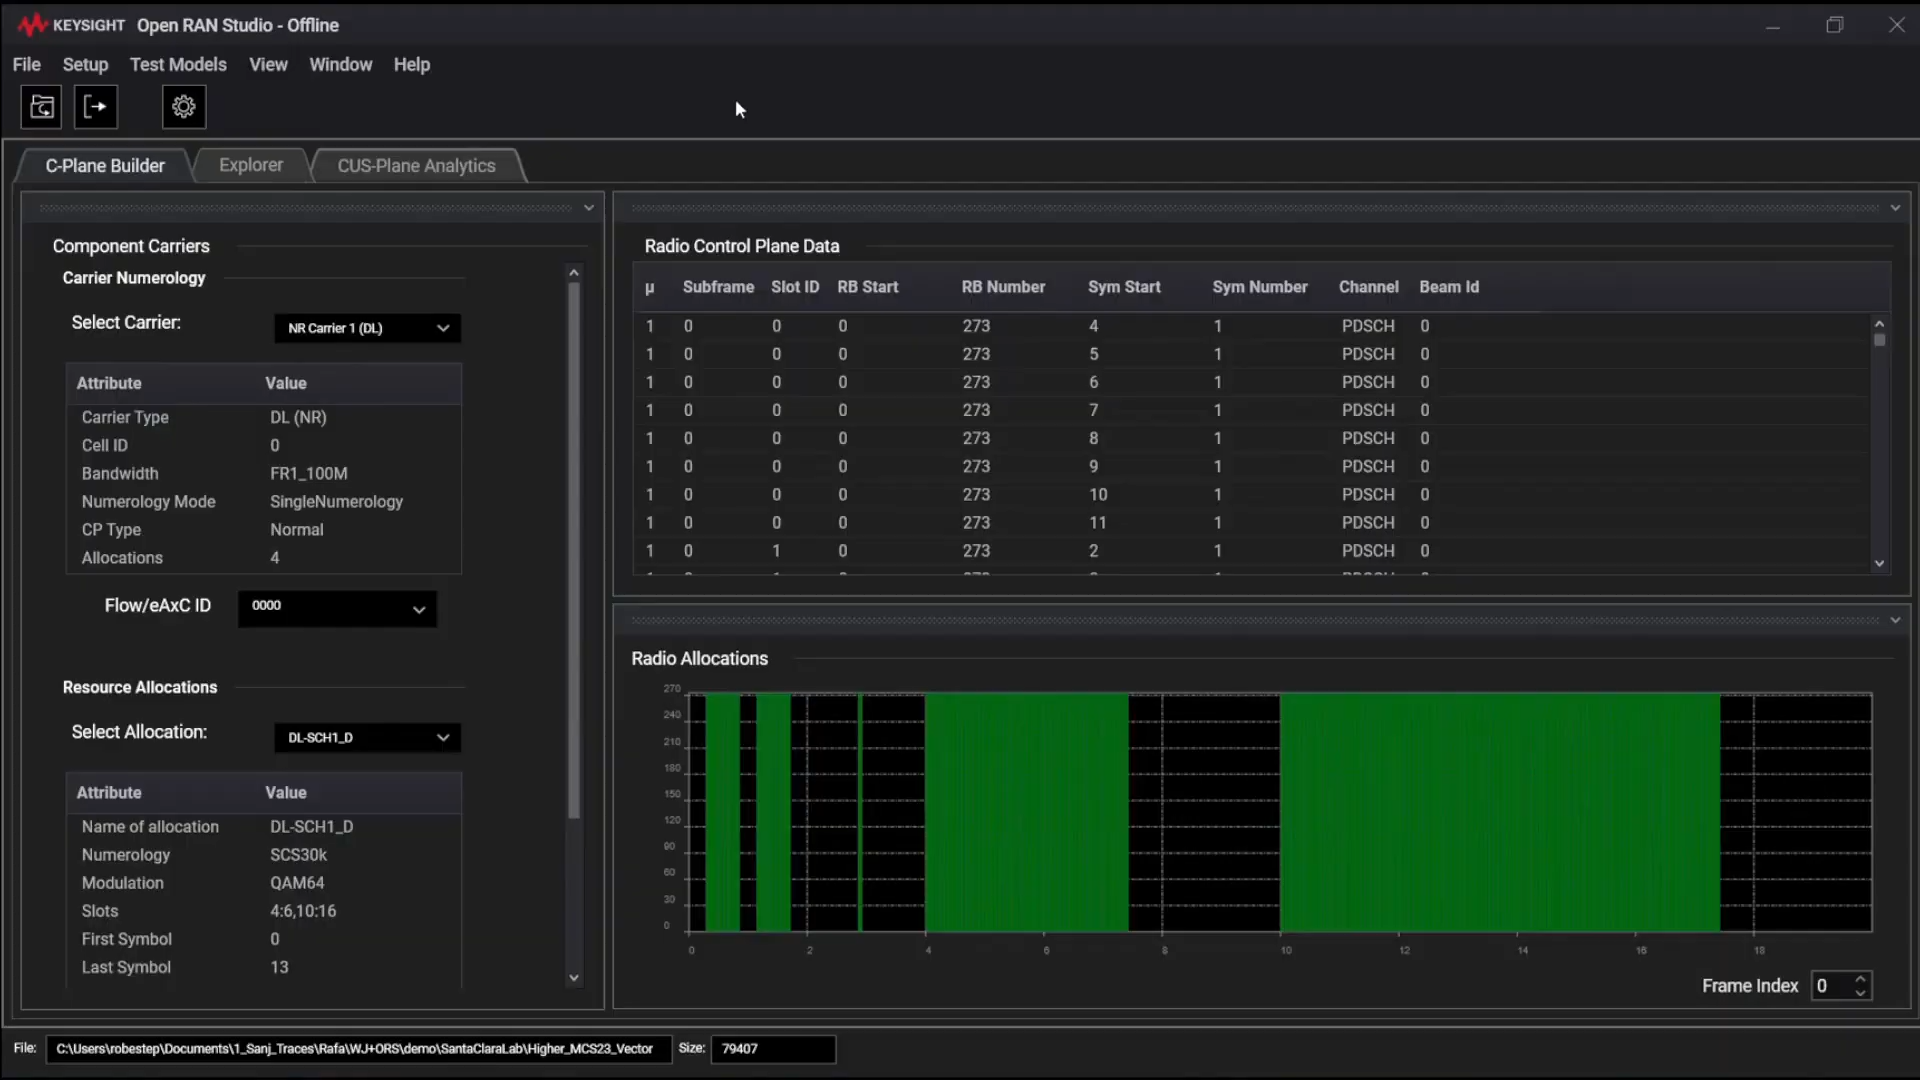 KEYSIGHT Open RAN Studio - Offline
File Setup Test Models View Window Help
C-Plane Builder Explorer CUS-Plane Analytics
Component Carriers
Carrier Numerology
Select Carrier: NR Carrier 1 (DL)
Attribute Value
Carrier Type DL (NR)
Cell ID 0
Bandwidth FR1_100M
Numerology Mode SingleNumerology
CP Type Normal
Allocations 4
Flow/eAxC ID 0000
Resource Allocations
Select Allocation: DL-SCH1_D
Attribute Value
Name of allocation DL-SCH1_D
Numerology SCS30k
Modulation QAM64
Slots 4:6,10:16
First Symbol 0
Last Symbol 13
Radio Control Plane Data
μ Subframe Slot ID RB Start RB Number Sym Start Sym Number Channel Beam Id
1 0 0 0 273 4 1 PDSCH 0
1 0 0 0 273 5 1 PDSCH 0
1 0 0 0 273 6 1 PDSCH 0
1 0 0 0 273 7 1 PDSCH 0
1 0 0 0 273 8 1 PDSCH 0
1 0 0 0 273 9 1 PDSCH 0
1 0 0 0 273 10 1 PDSCH 0
1 0 0 0 273 11 1 PDSCH 0
1 0 1 0 273 2 1 PDSCH 0
Radio Allocations
270
240
210
180
150
120
90
60
30
0
0 2 4 6 8 10 12 14 16 18
Frame Index 0
File: C:\Users\robestep\Documents\1_Sanj_Traces\Rafa\WJ+ORS\demo\SantaClaraLab\Higher_MCS23_Vector Size: 79407